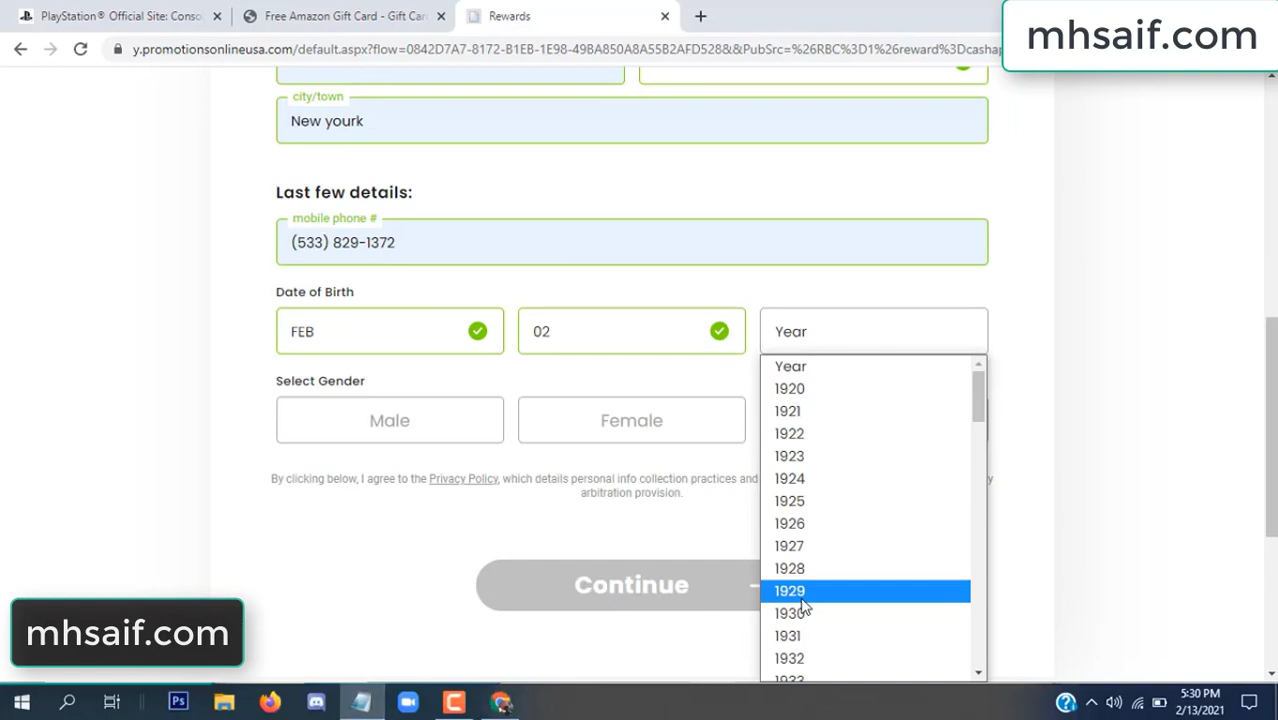 PlayStation® Official Site: Conso
Free Amazon Gift Card - Gift Car
Rewards
mhsaif.com
y.promotionsonlineusa.com/default.aspx?flow=0842D7A7-8172-B1EB-1E98-49BA850A8A55B2AFD528&&PubSrc=%26RBC%3D1%26reward%3Dcasha
city/town
New yourk
Last few details:
mobile phone #
(533) 829-1372
Date of Birth
FEB
02
Year
Year
1920
Select Gender
1921
Male
Female
1922
1923
By clicking below, I agree to the Privacy Policy, which details personal info collection practices and
1924
arbitration provision.
1925
1926
1927
1928
Continue
1929
1930
1931
mhsaif.com
1932
Ps
5:30 PM
2/13/2021